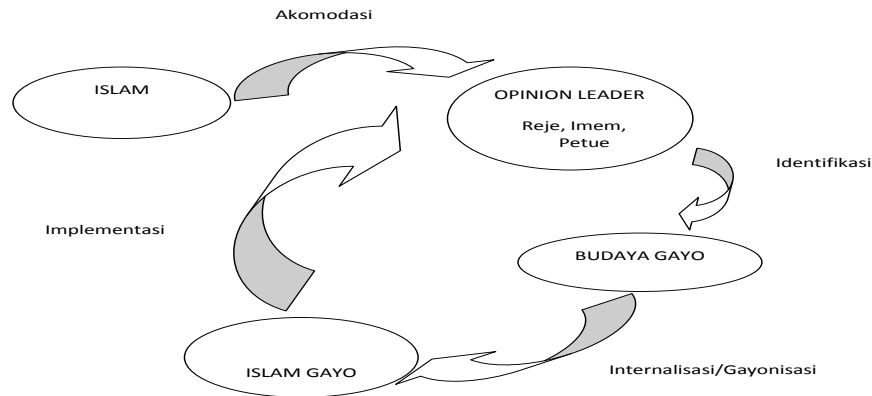 Akomodasi
ISLAM
OPINION LEADER
Reje, Imem,
Petue
Identifikasi
Implementasi
BUDAYA GAYO
ISLAM GAYO
Internalisasi/Gayonisasi